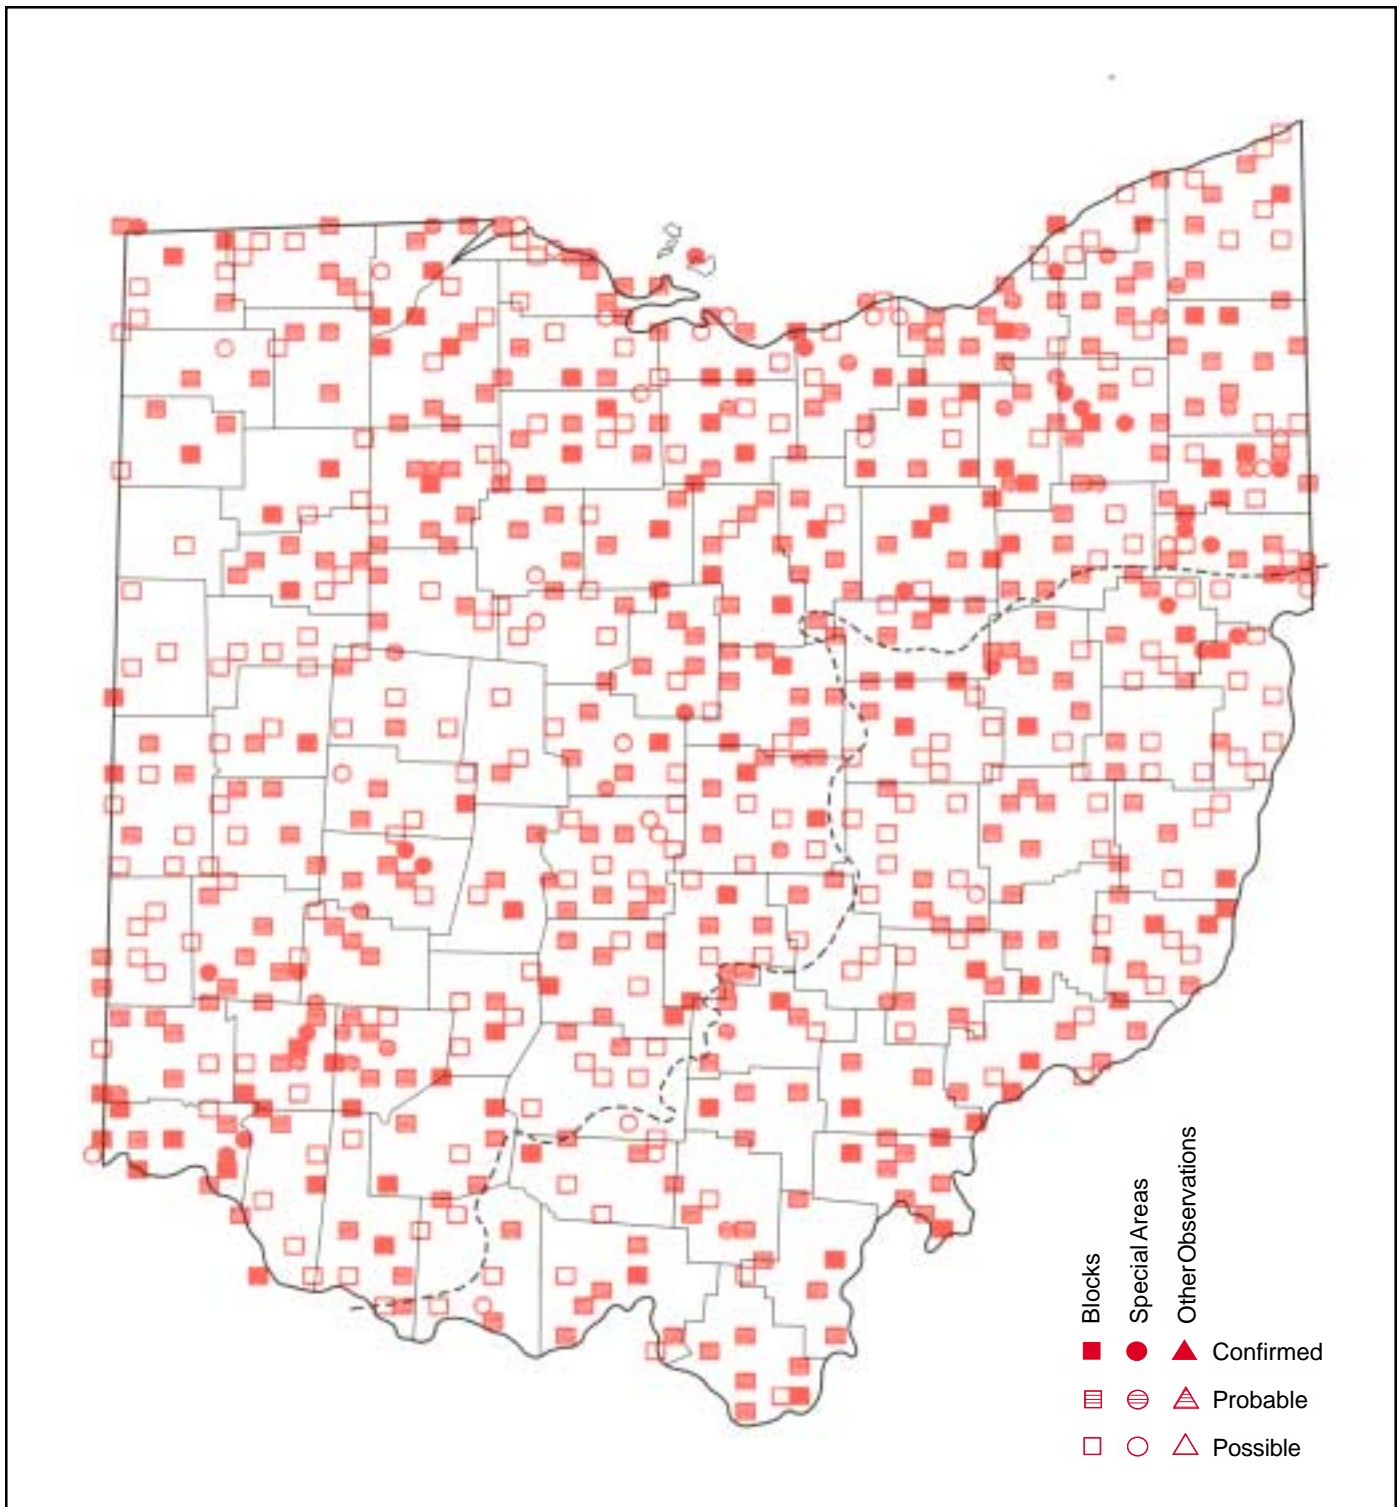 Blocks
Special Areas
Other Observations
Confirmed
Probable
Possible